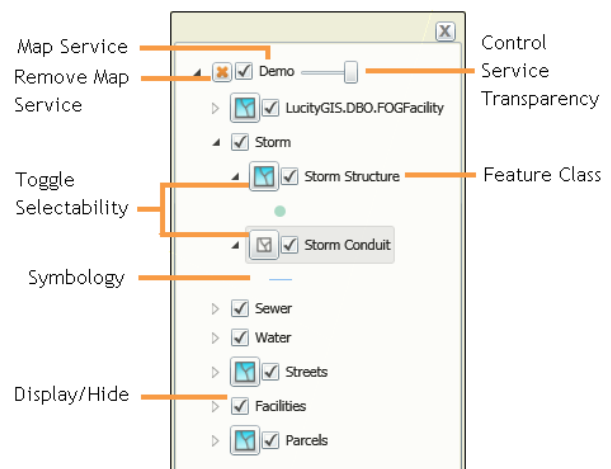 Map Service
Remove Map
Service
Toggle
Selectability
Symbology
Display/Hide
Demo
LucityGIS.DBO.FOGFacility
Storm
Storm Structure
Storm Conduit
Sewer
Water
Streets
Facilities
Parcels
Control
Service
Transparency
Feature Class